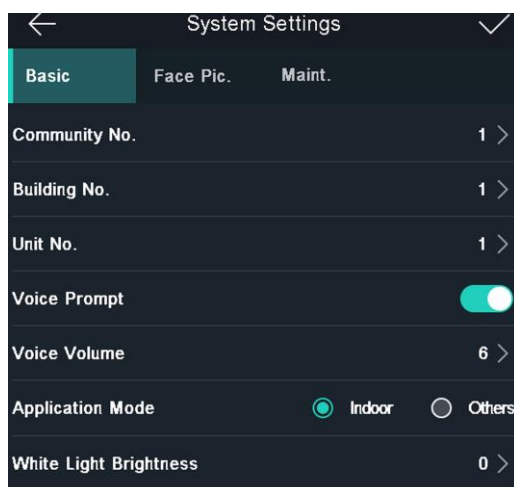 System Settings
Basic Face Pic. Maint.
Community No. 1
Building No. 1
Unit No. 1
Voice Prompt
Voice Volume 6
Application Mode Indoor Others
White Light Brightness 0